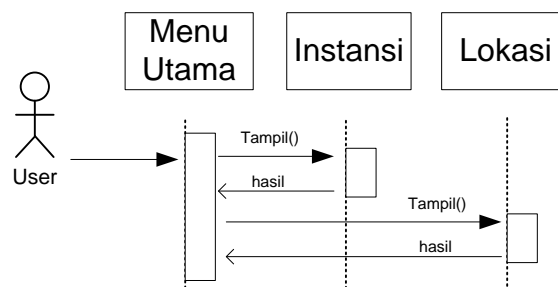 Menu
Utama
Instansi
Lokasi
Tampil()
User
hasil
Tampil()
hasil